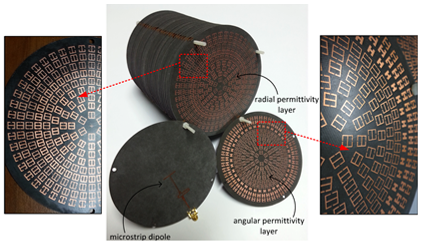 radial permittivity
layer
angular permittivity
layer
microstrip dipole